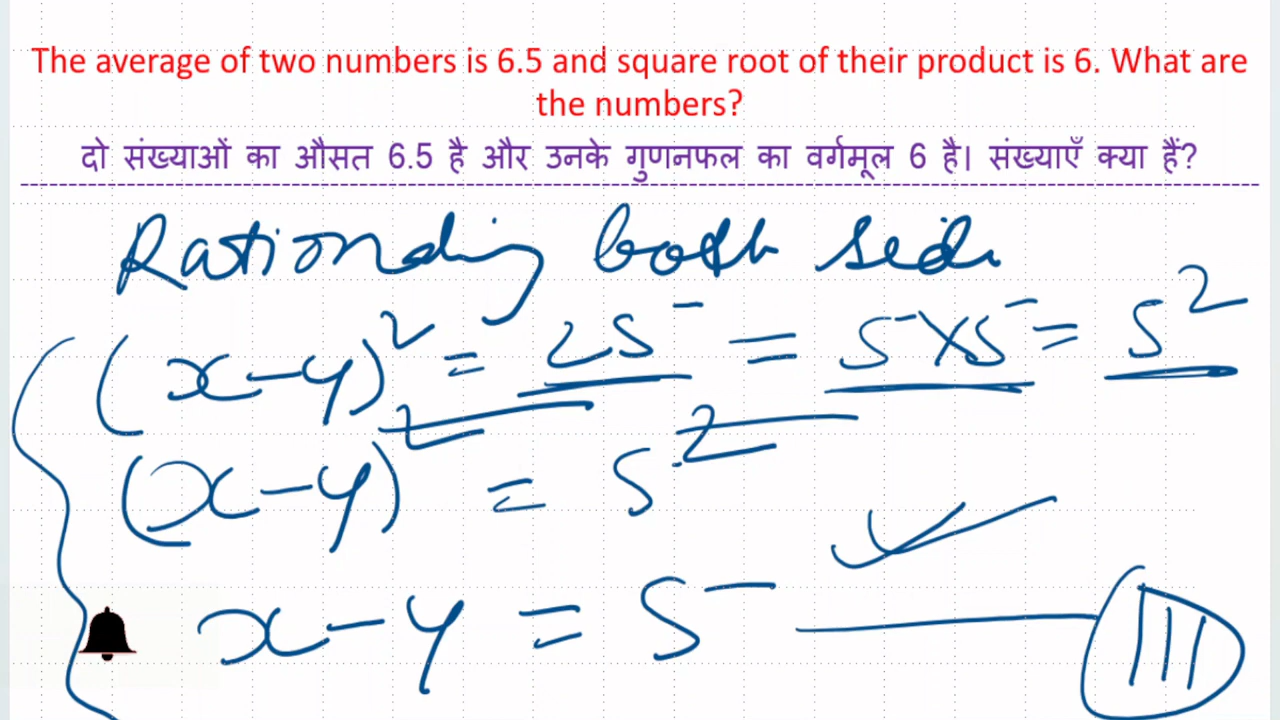 The average of two numbers is 6.5 and square root of their product is 6. What are
the numbers?
दो संख्याओं का औसत 6.5 है और उनके गुणनफल का वर्गमूल 6 है। संख्याएँ क्या हैं?
Rationding both side
(x-y)² = 25 = 5×5 = 5²
(x-y)² = 5²
x-y = 5 III